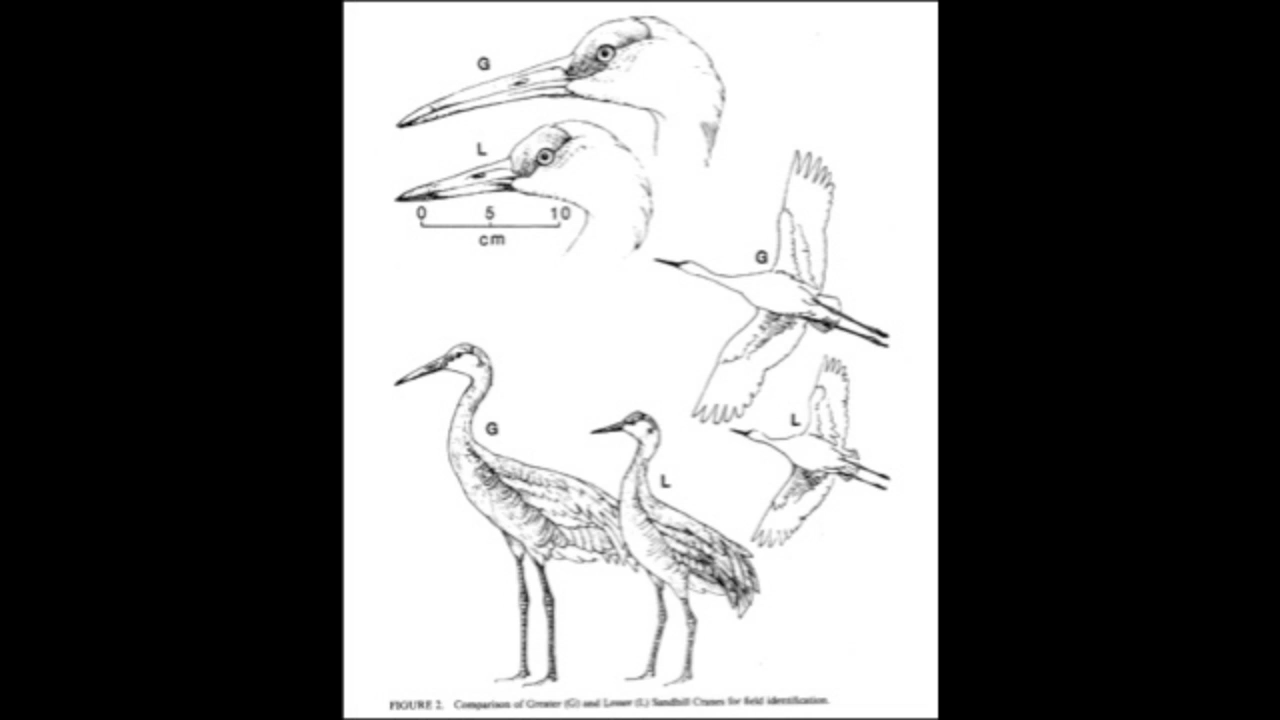 G
L
0 5 10
cm
G
G
L
L
FIGURE 2. Comparison of Greater (G) and Lesser (L) Sandhill Cranes for field identification.